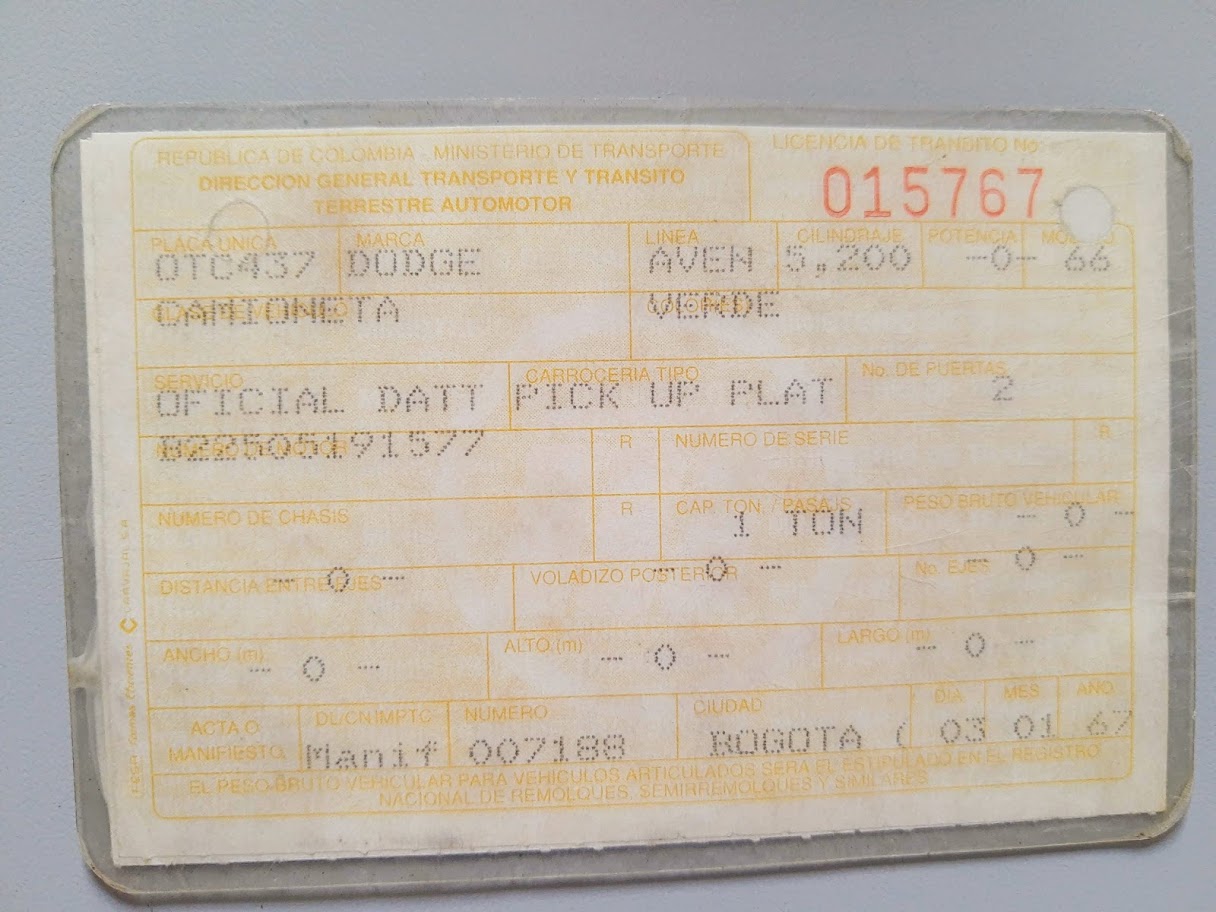 REPUBLICA DE COLOMBIA - MINISTERIO DE TRANSPORTE
DIRECCION GENERAL TRANSPORTE Y TRANSITO
TERRESTRE AUTOMOTOR
LICENCIA DE TRANSITO No.
015767
PLACA UNICA MARCA LINEA CILINDRAJE POTENCIA
OTC437 DODGE AVEN 5,200 -0- 66
CAMIONETA VERDE
SERVICIO CARROCERIA TIPO No. DE PUERTAS
OFICIAL DATT PICK UP PLAT 2
NUMERO DE MOTOR R NUMERO DE SERIE R
NUMERO DE CHASIS R CAP. TON. / PASAJS PESO BRUTO VEHICULAR
1 TON - 0 -
DISTANCIA ENTRE EJES VOLADIZO POSTERIOR No. EJES
- 0 - - 0 - - 0 -
ANCHO (m) ALTO (m) LARGO (m)
- 0 - - 0 - - 0 -
ACTA O NUMERO CIUDAD DIA MES AÑO
MANIFIESTO Manif 007188 BOGOTA ( 03 01 67
EL PESO BRUTO VEHICULAR PARA VEHICULOS ARTICULADOS SERA EL ESTIPULADO EN EL REGISTRO
NACIONAL DE REMOLQUES, SEMIRREMOLQUES Y SIMILARES